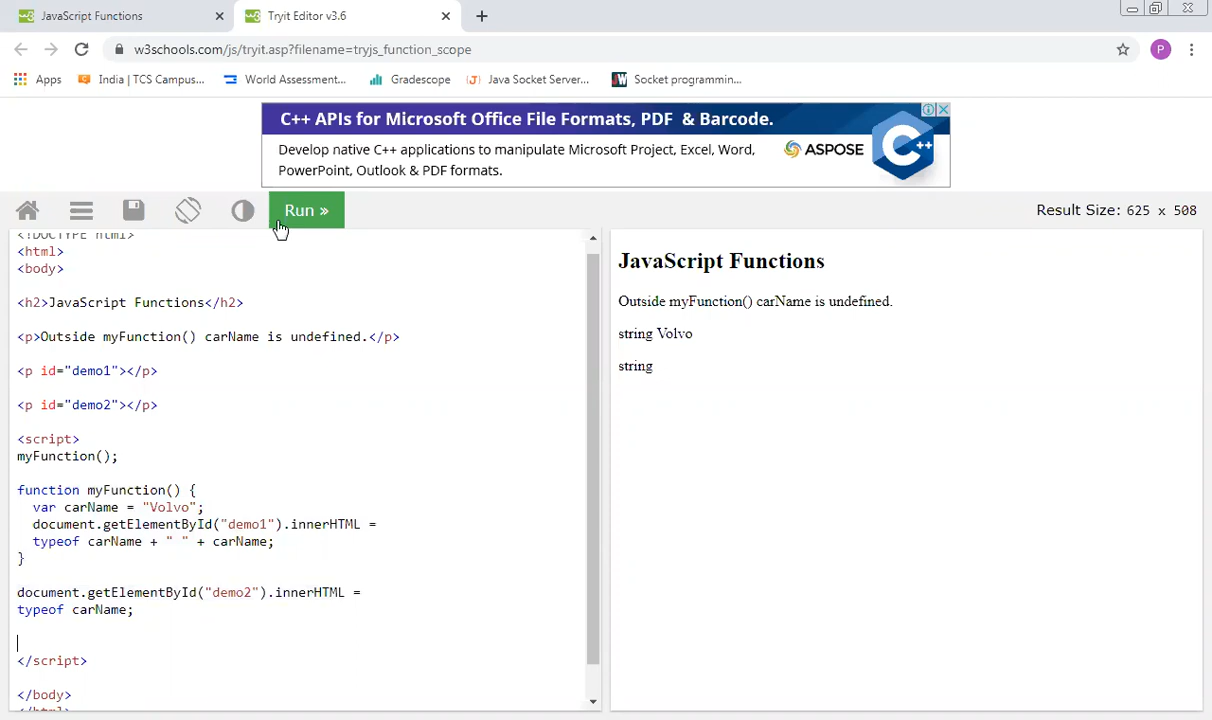 JavaScript Functions
Tryit Editor v3.6
w3schools.com/js/tryit.asp?filename=tryjs_function_scope
P
Apps
India | TCS Campus...
World Assessment...
Gradescope
Java Socket Server...
Socket programmin...
C++ APIs for Microsoft Office File Formats, PDF & Barcode.
Develop native C++ applications to manipulate Microsoft Project, Excel, Word,
PowerPoint, Outlook & PDF formats.
ASPOSE
C++
Run »
Result Size: 625 x 508
<!DOCTYPE html>
<html>
<body>
<h2>JavaScript Functions</h2>
<p>Outside myFunction() carName is undefined.</p>
<p id="demo1"></p>
<p id="demo2"></p>
<script>
myFunction();
function myFunction() {
var carName = "Volvo";
document.getElementById("demo1").innerHTML =
typeof carName + " " + carName;
}
document.getElementById("demo2").innerHTML =
typeof carName;
</script>
</body>
</html>
JavaScript Functions
Outside myFunction() carName is undefined.
string Volvo
string